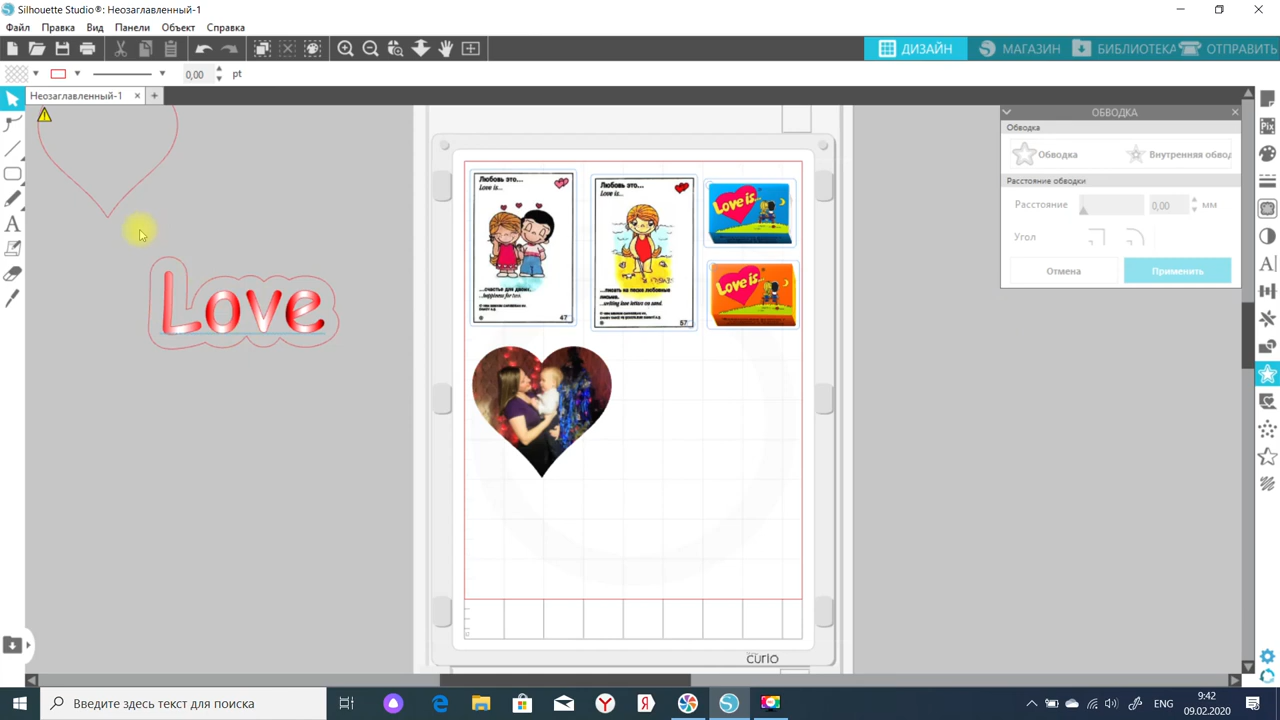 Silhouette Studio®: Неозаглавленный-1
Файл Правка Вид Панели Объект Справка
ДИЗАЙН МАГАЗИН БИБЛИОТЕКА ОТПРАВИТЬ
0,00 pt
Неозаглавленный-1
ОБВОДКА
Обводка
Обводка Внутренняя обвод
Расстояние обводки
Расстояние 0,00 мм
Угол
Отмена Применить
Любовь это...
Love is...
...счастье для двоих.
...happiness for two.
47
Любовь это...
Love is...
...писать на песке любовные
письма.
...writing love letters on sand.
57
Love is...
Love is...
Love
curio
Введите здесь текст для поиска
ENG
9:42
09.02.2020